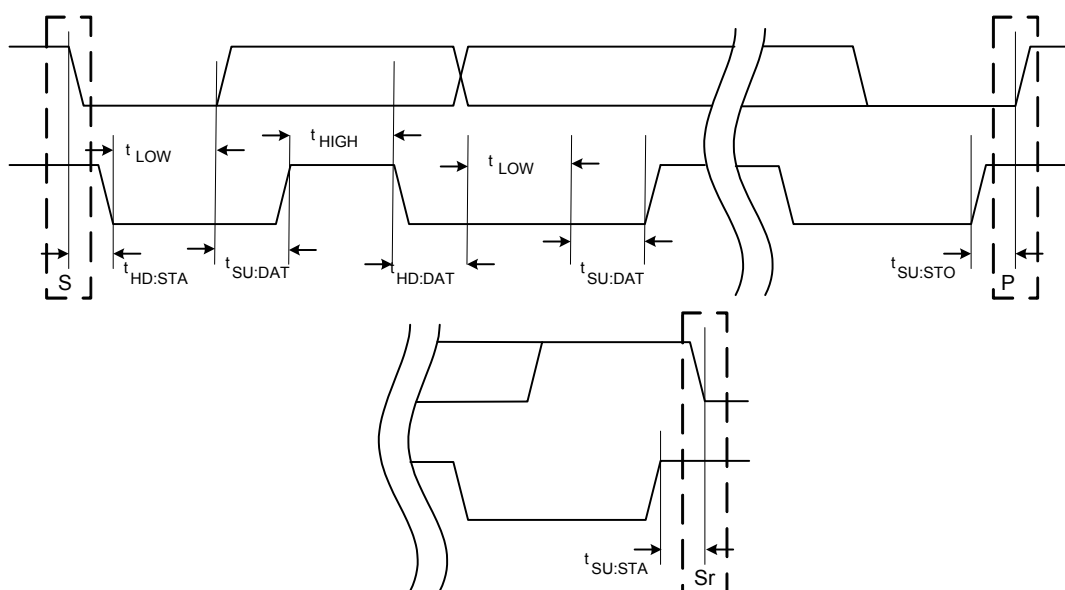 t HIGH
t LOW
t LOW
t HD:STA
t SU:DAT
t HD:DAT
t SU:DAT
t SU:STO
S
P
t SU:STA
Sr